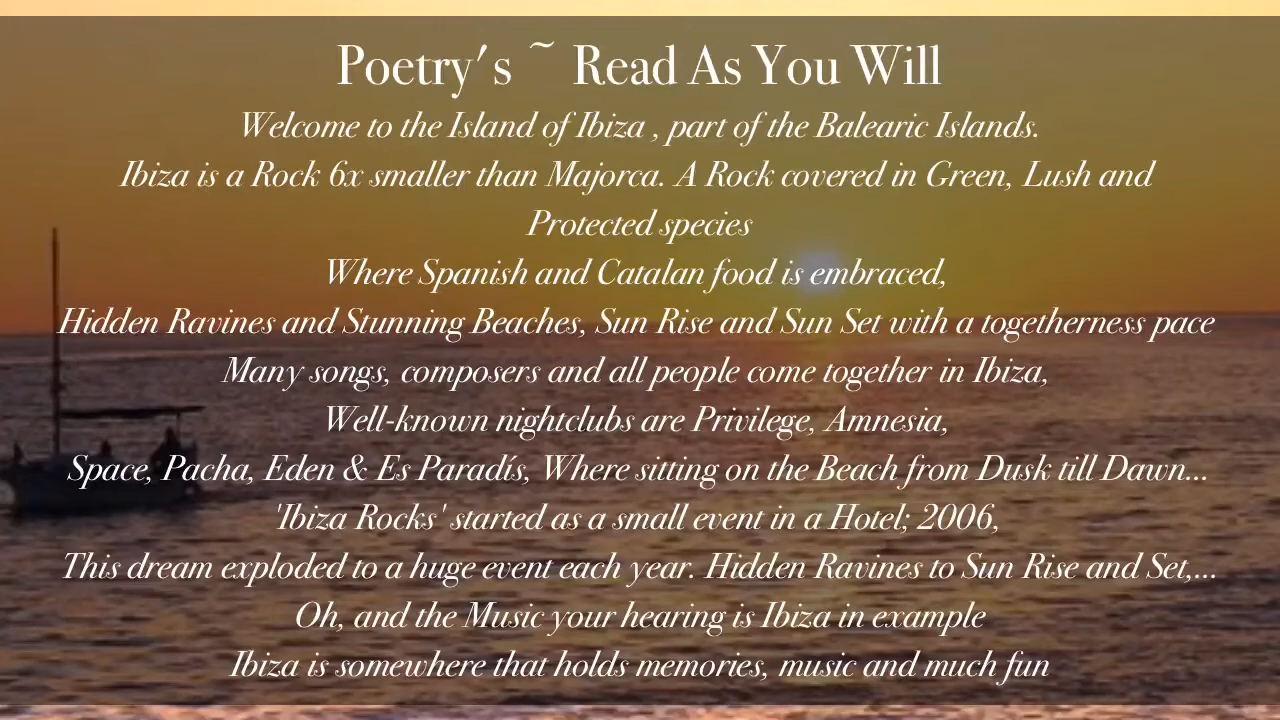 Poetry's ~ Read As You Will
Welcome to the Island of Ibiza , part of the Balearic Islands.
Ibiza is a Rock 6x smaller than Majorca. A Rock covered in Green, Lush and
Protected species
Where Spanish and Catalan food is embraced,
Hidden Ravines and Stunning Beaches, Sun Rise and Sun Set with a togetherness pace
Many songs, composers and all people come together in Ibiza,
Well-known nightclubs are Privilege, Amnesia,
Space, Pacha, Eden & Es Paradís, Where sitting on the Beach from Dusk till Dawn...
'Ibiza Rocks' started as a small event in a Hotel; 2006,
This dream exploded to a huge event each year. Hidden Ravines to Sun Rise and Set,...
Oh, and the Music your hearing is Ibiza in example
Ibiza is somewhere that holds memories, music and much fun